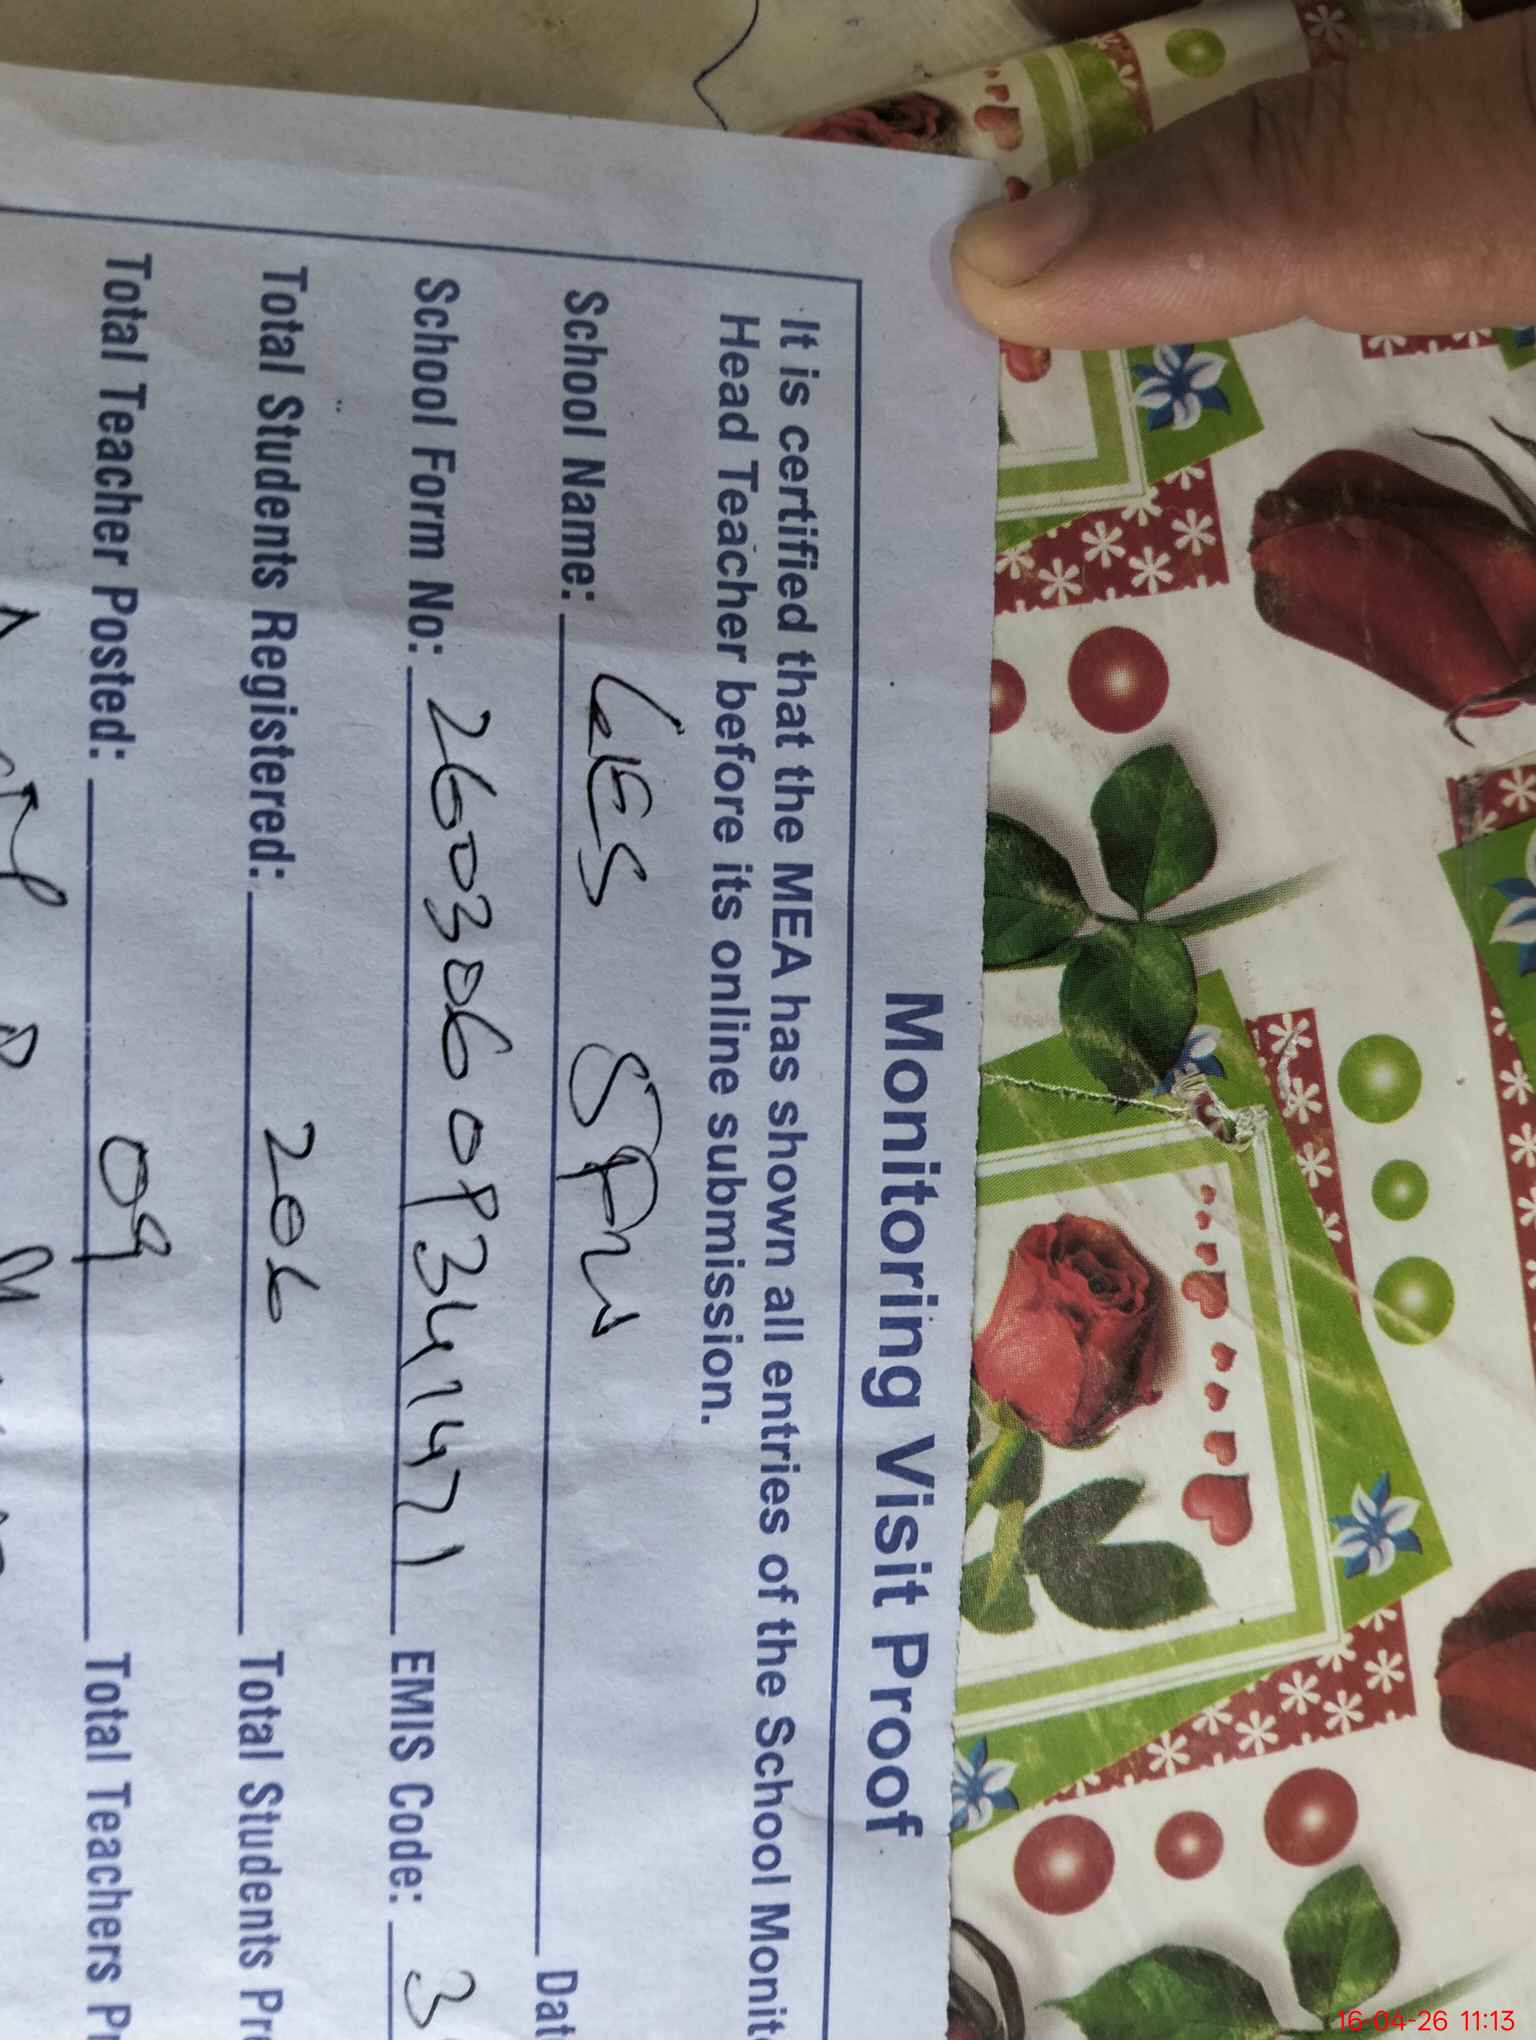 Monitoring Visit Proof
It is certified that the MEA has shown all entries of the School Monit
Head Teacher before its online submission.
School Name: GES Dat
School Form No: 2603060P3414721 EMIS Code: 3
Total Students Registered: 206 Total Students Pre
Total Teacher Posted: 09 Total Teachers Pr
16-04-26 11:13